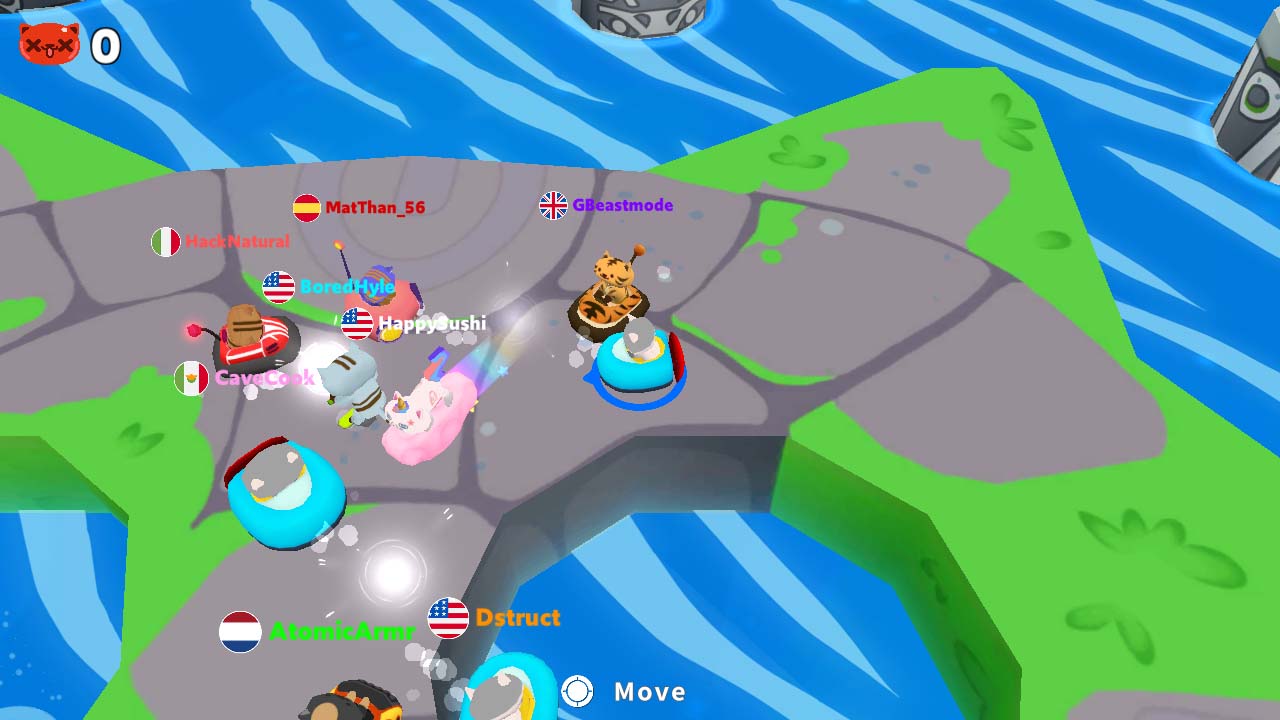 0
MatThan_56
GBeastmode
HackNatural
BoredHyle
HappySushi
CaveCook
AtomicArmr
Dstruct
Move